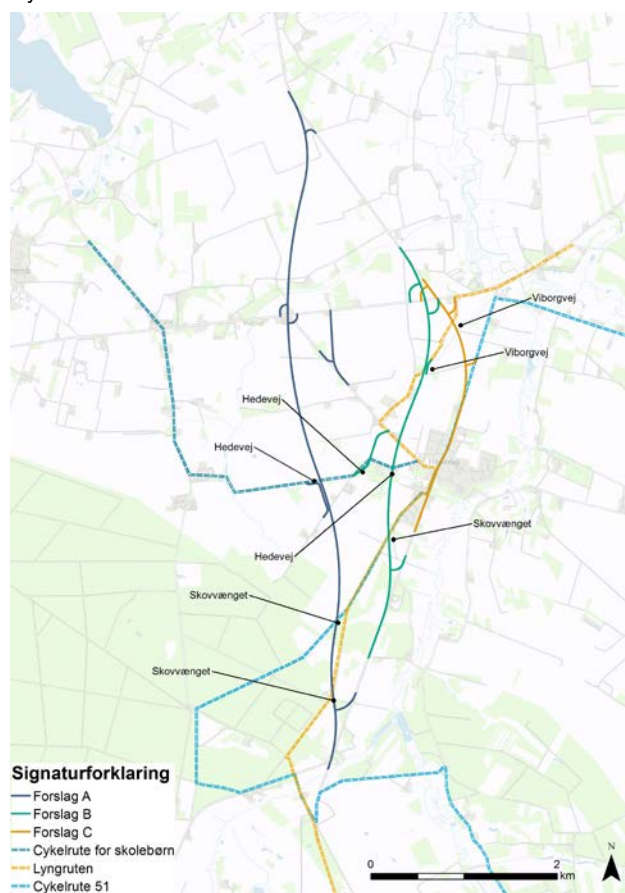 Viborgvej
Viborgvej
Hedevej
Hedevej
Skovvænget
Hedevej
Skovvænget
Skovvænget
Signaturforklaring
Forslag A
Forslag B
Forslag C
Cykelrute for skolebørn
Lyngruten
Cykelrute 51
0 2
km
N